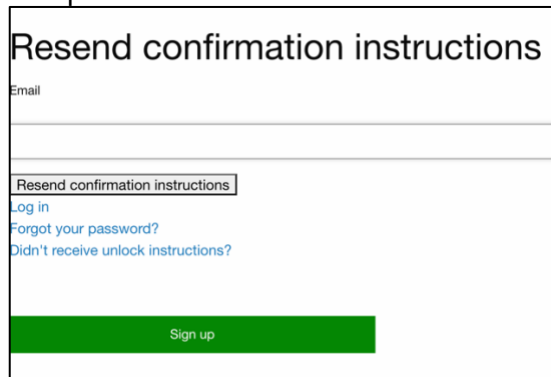 Resend confirmation instructions
Email
Resend confirmation instructions
Log in
Forgot your password?
Didn't receive unlock instructions?
Sign up